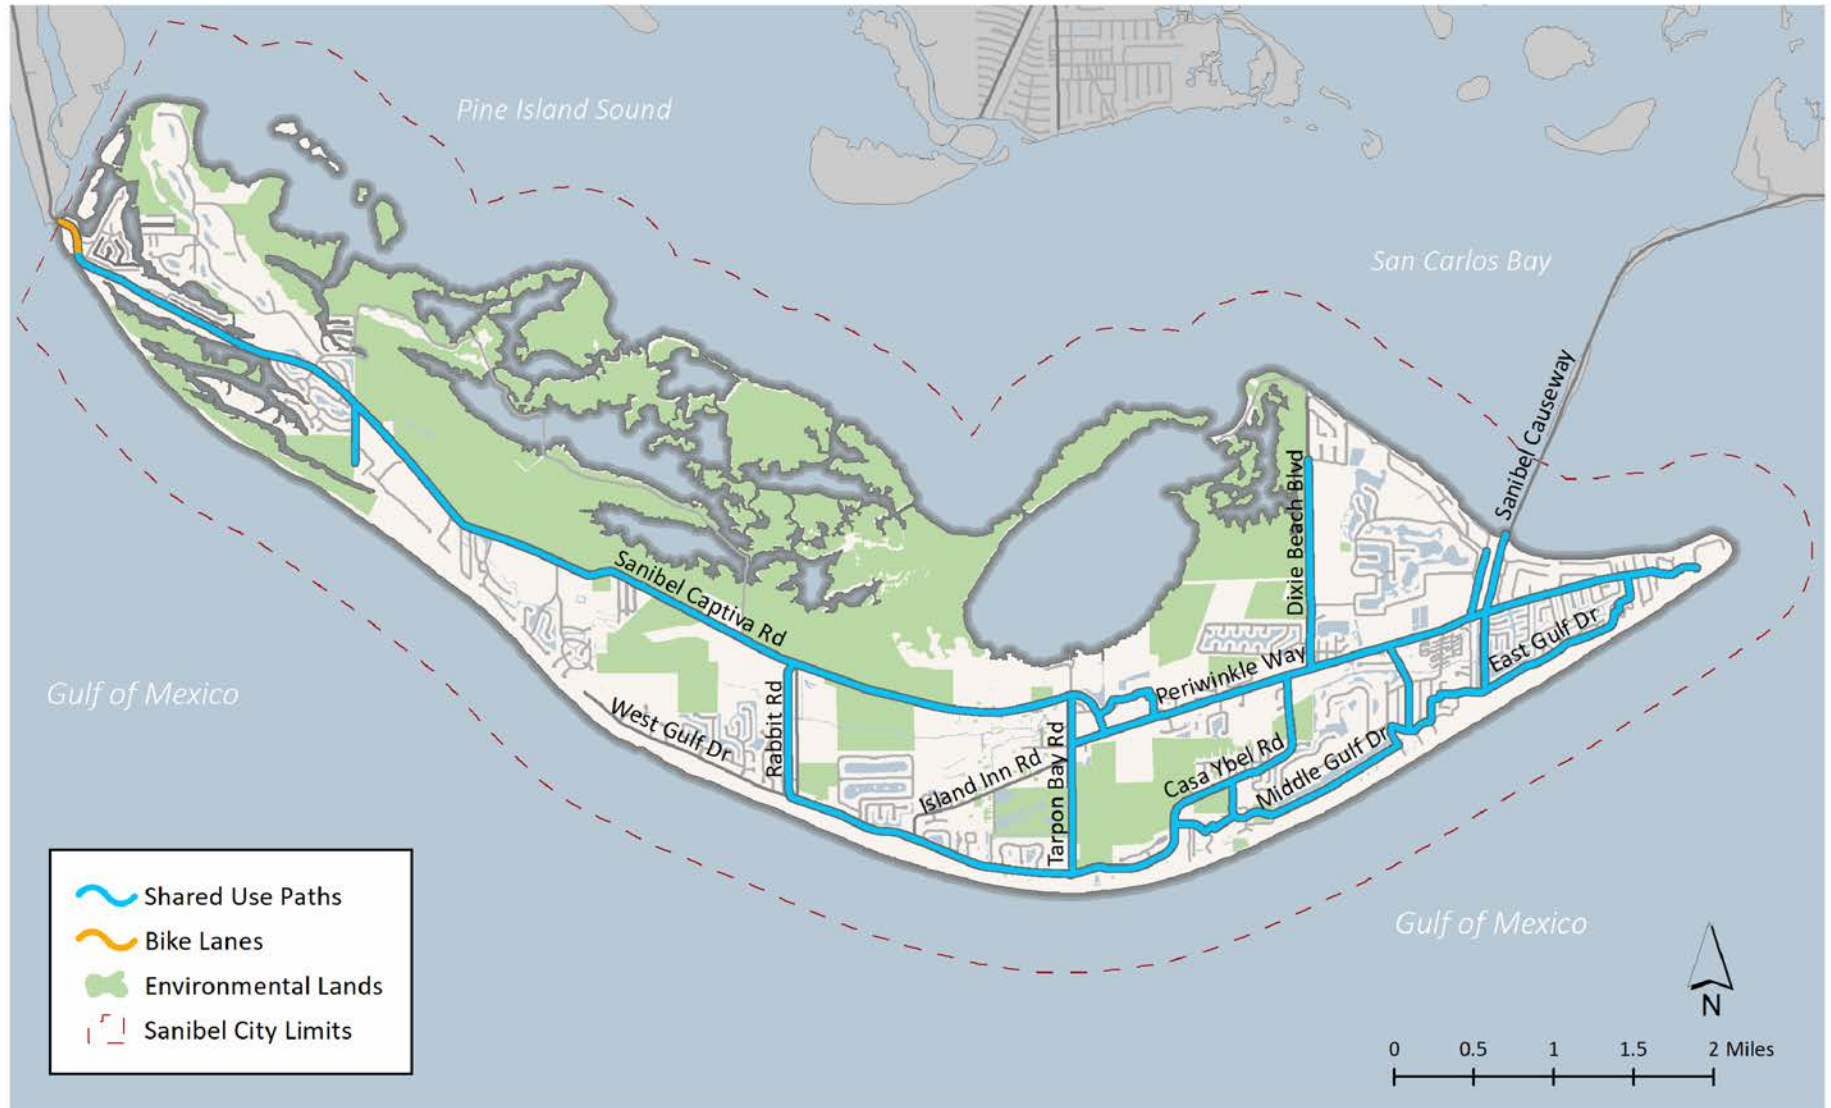 Pine Island Sound
San Carlos Bay
Sanibel Causeway
Dixie Beach Blvd
Sanibel Captiva Rd
East Gulf Dr
Periwinkle Way
Gulf of Mexico
West Gulf Dr
Rabbit Rd
Island Inn Rd
Tarpon Bay Rd
Casa Ybel Rd
Middle Gulf Dr
Gulf of Mexico
Shared Use Paths
Bike Lanes
Environmental Lands
Sanibel City Limits
N
0 0.5 1 1.5 2 Miles